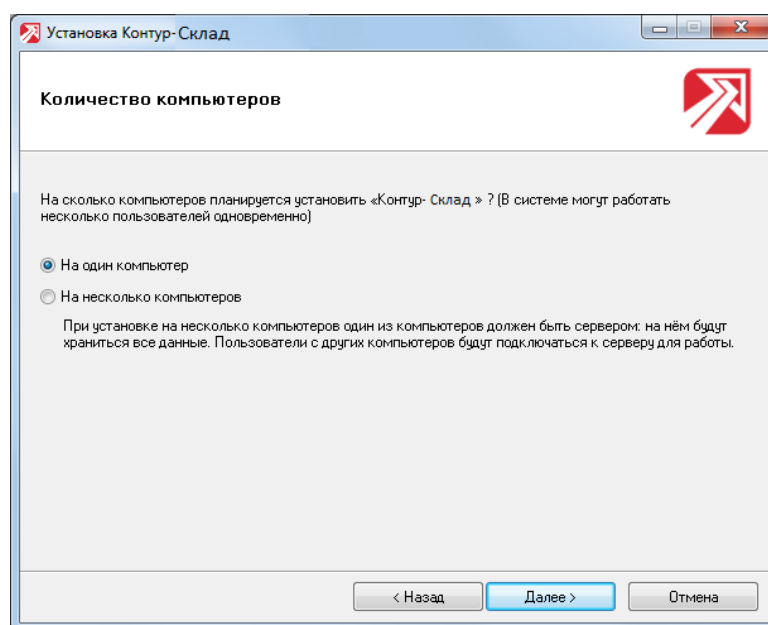 Установка Контур-Склад
Количество компьютеров
На сколько компьютеров планируется установить «Контур- Склад » ? (В системе могут работать
несколько пользователей одновременно)
На один компьютер
На несколько компьютеров
При установке на несколько компьютеров один из компьютеров должен быть сервером: на нём будут
храниться все данные. Пользователи с других компьютеров будут подключаться к серверу для работы.
< Назад
Далее >
Отмена